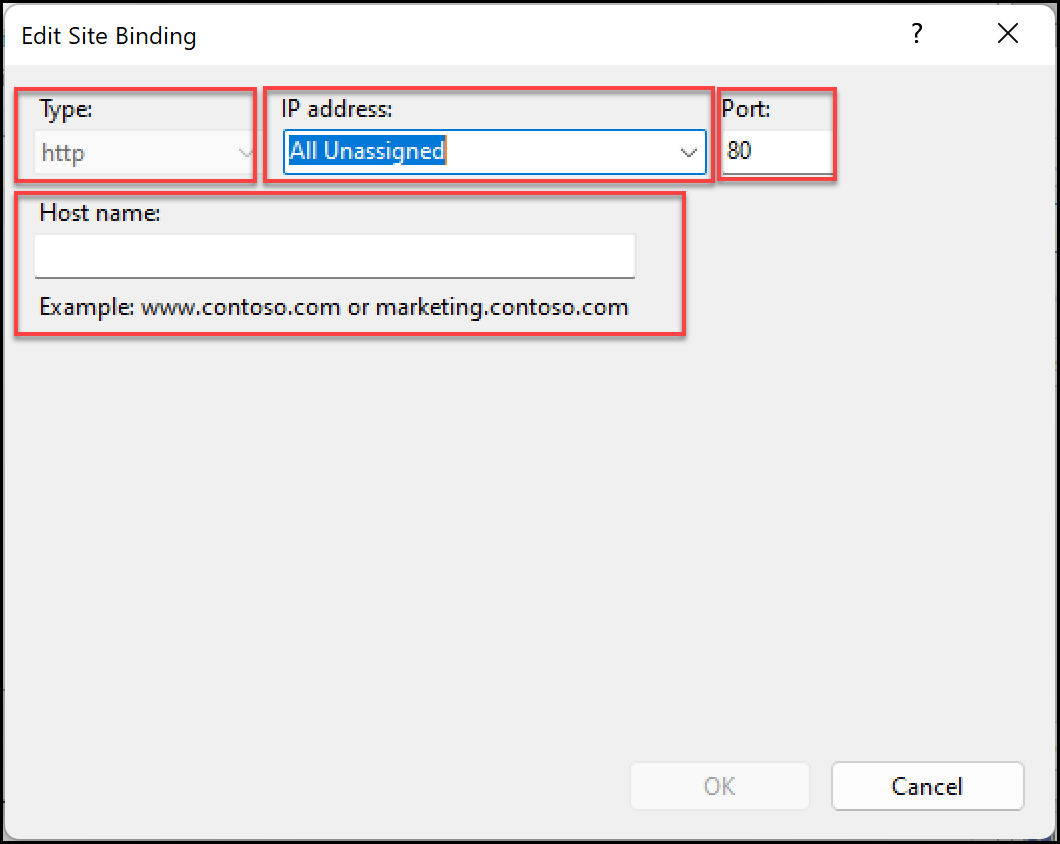 Edit Site Binding ?
Type: IP address: Port:
http All Unassigned 80
Host name:
Example: www.contoso.com or marketing.contoso.com
OK Cancel